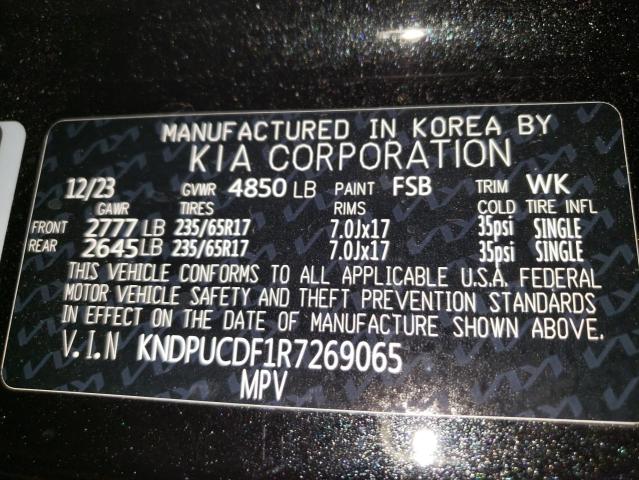 MANUFACTURED IN KOREA BY
KIA CORPORATION
12/23 GVWR 4850 LB PAINT FSB TRIM WK
GAWR TIRES RIMS COLD TIRE INFL
FRONT 2777 LB 235/65R17 7.0Jx17 35psi SINGLE
REAR 2645 LB 235/65R17 7.0Jx17 35psi SINGLE
THIS VEHICLE CONFORMS TO ALL APPLICABLE U.S.A. FEDERAL
MOTOR VEHICLE SAFETY AND THEFT PREVENTION STANDARDS
IN EFFECT ON THE DATE OF MANUFACTURE SHOWN ABOVE.
V.I.N KNDPUCDF1R7269065
MPV